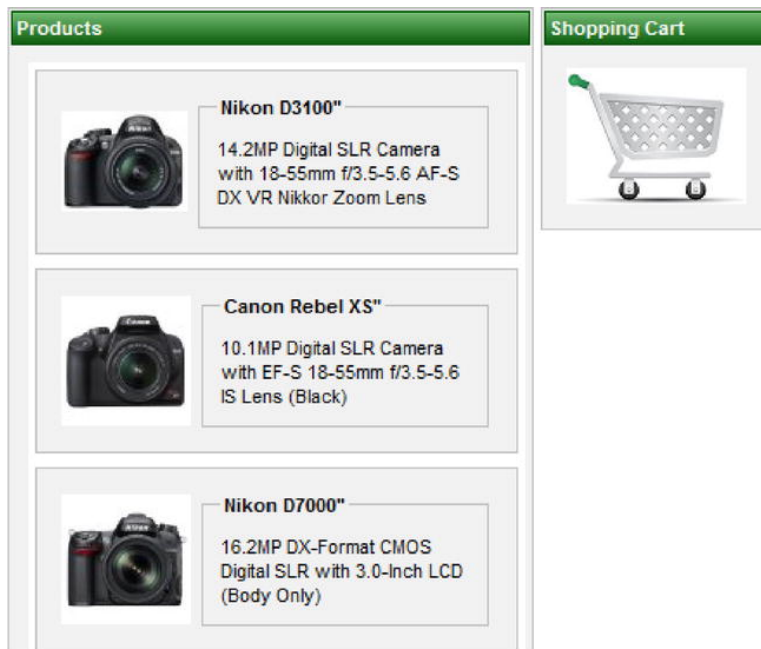 Products
Shopping Cart
Nikon D3100"
14.2MP Digital SLR Camera
with 18-55mm f/3.5-5.6 AF-S
DX VR Nikkor Zoom Lens
Canon Rebel XS"
10.1MP Digital SLR Camera
with EF-S 18-55mm f/3.5-5.6
IS Lens (Black)
Nikon D7000"
16.2MP DX-Format CMOS
Digital SLR with 3.0-Inch LCD
(Body Only)